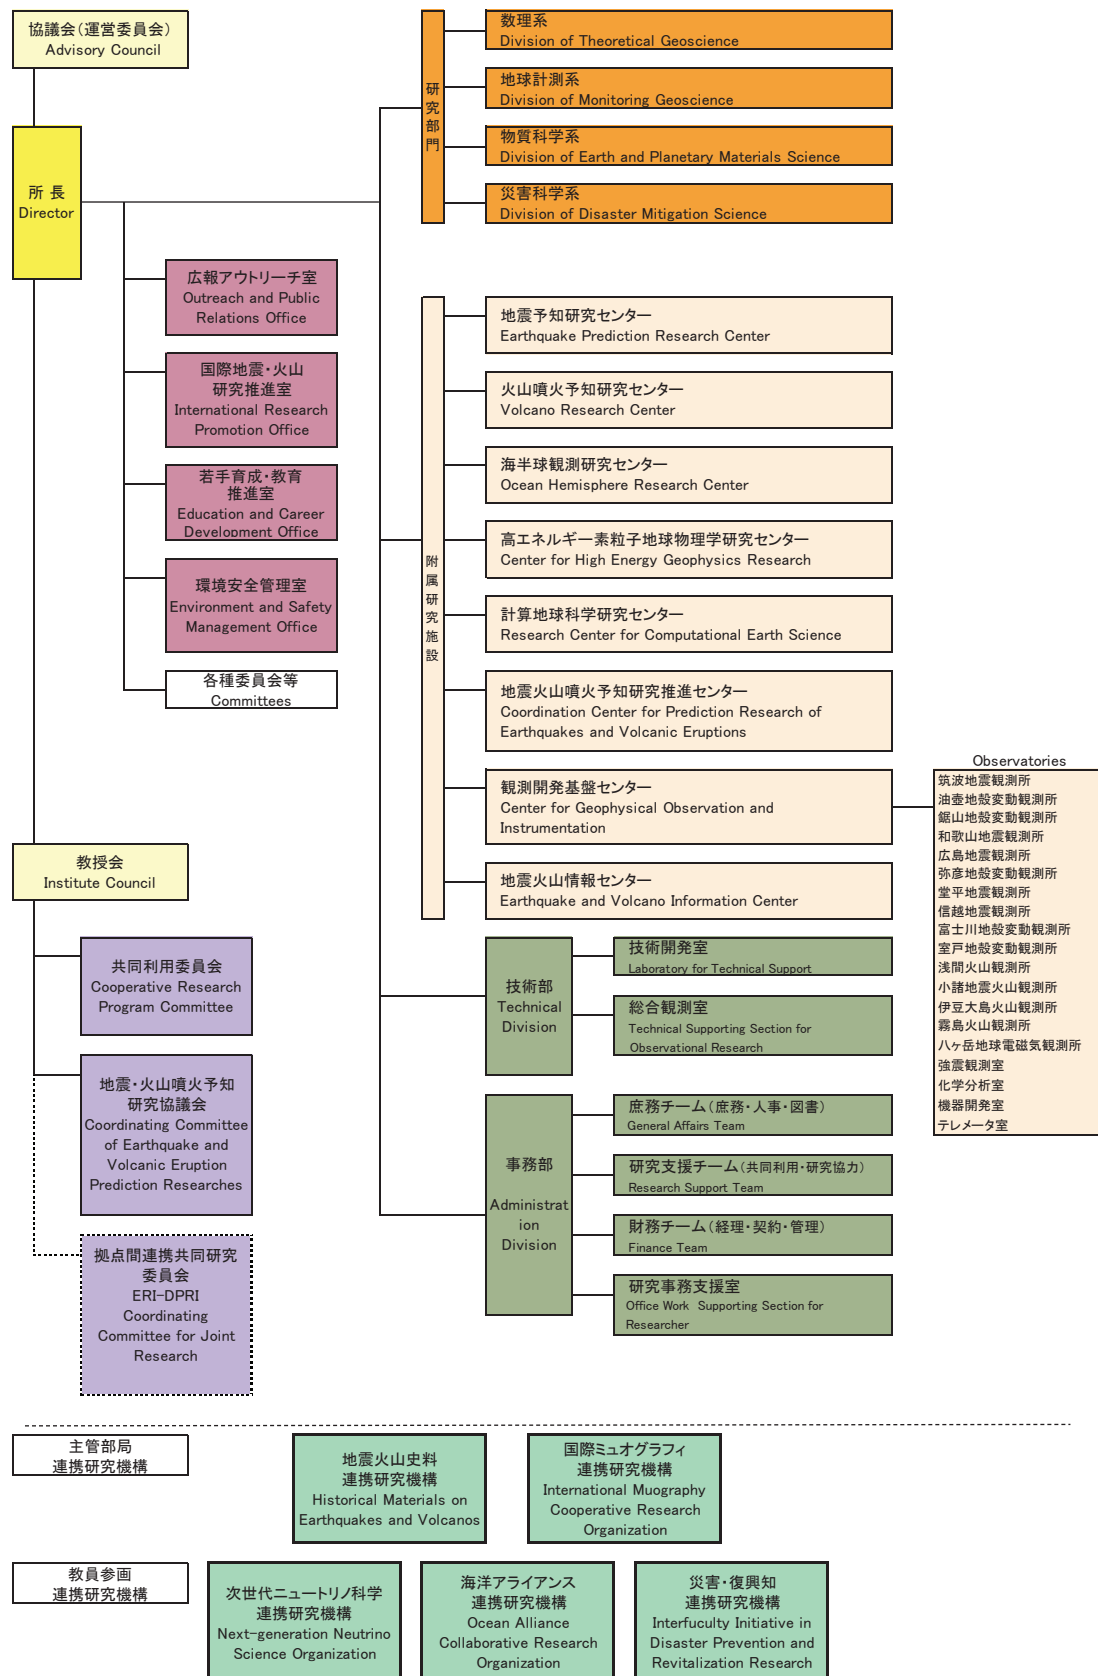 協議会（運営委員会）
Advisory Council
所 長
Director
広報アウトリーチ室
Outreach and Public
Relations Office
国際地震・火山
研究推進室
International Research
Promotion Office
若手育成・教育
推進室
Education and Career
Development Office
環境安全管理室
Environment and Safety
Management Office
各種委員会等
Committees
教授会
Institute Council
共同利用委員会
Cooperative Research
Program Committee
地震・火山噴火予知
研究協議会
Coordinating Committee
of Earthquake and
Volcanic Eruption
Prediction Researches
拠点間連携共同研究
委員会
ERI-DPRI
Coordinating
Committee for Joint
Research
研究部門
数理系
Division of Theoretical Geoscience
地球計測系
Division of Monitoring Geoscience
物質科学系
Division of Earth and Planetary Materials Science
災害科学系
Division of Disaster Mitigation Science
附属研究施設
地震予知研究センター
Earthquake Prediction Research Center
火山噴火予知研究センター
Volcano Research Center
海半球観測研究センター
Ocean Hemisphere Research Center
高エネルギー素粒子地球物理学研究センター
Center for High Energy Geophysics Research
計算地球科学研究センター
Research Center for Computational Earth Science
地震火山噴火予知研究推進センター
Coordination Center for Prediction Research of
Earthquakes and Volcanic Eruptions
観測開発基盤センター
Center for Geophysical Observation and
Instrumentation
地震火山情報センター
Earthquake and Volcano Information Center
Observatories
筑波地震観測所
油壷地殻変動観測所
鋸山地殻変動観測所
和歌山地震観測所
広島地震観測所
弥彦地殻変動観測所
堂平地震観測所
信越地震観測所
富士川地殻変動観測所
室戸地殻変動観測所
浅間火山観測所
小諸地震火山観測所
伊豆大島火山観測所
霧島火山観測所
八ヶ岳地球電磁気観測所
強震観測室
化学分析室
機器開発室
テレメータ室
技術部
Technical
Division
技術開発室
Laboratory for Technical Support
総合観測室
Technical Supporting Section for
Observational Research
事務部
Administrat
ion
Division
庶務チーム（庶務・人事・図書）
General Affairs Team
研究支援チーム（共同利用・研究協力）
Research Support Team
財務チーム（経理・契約・管理）
Finance Team
研究事務支援室
Office Work Supporting Section for
Researcher
主管部局
連携研究機構
地震火山史料
連携研究機構
Historical Materials on
Earthquakes and Volcanos
国際ミュオグラフィ
連携研究機構
International Muography
Cooperative Research
Organization
教員参画
連携研究機構
次世代ニュートリノ科学
連携研究機構
Next-generation Neutrino
Science Organization
海洋アライアンス
連携研究機構
Ocean Alliance
Collaborative Research
Organization
災害・復興知
連携研究機構
Interfuculty Initiative in
Disaster Prevention and
Revitalization Research